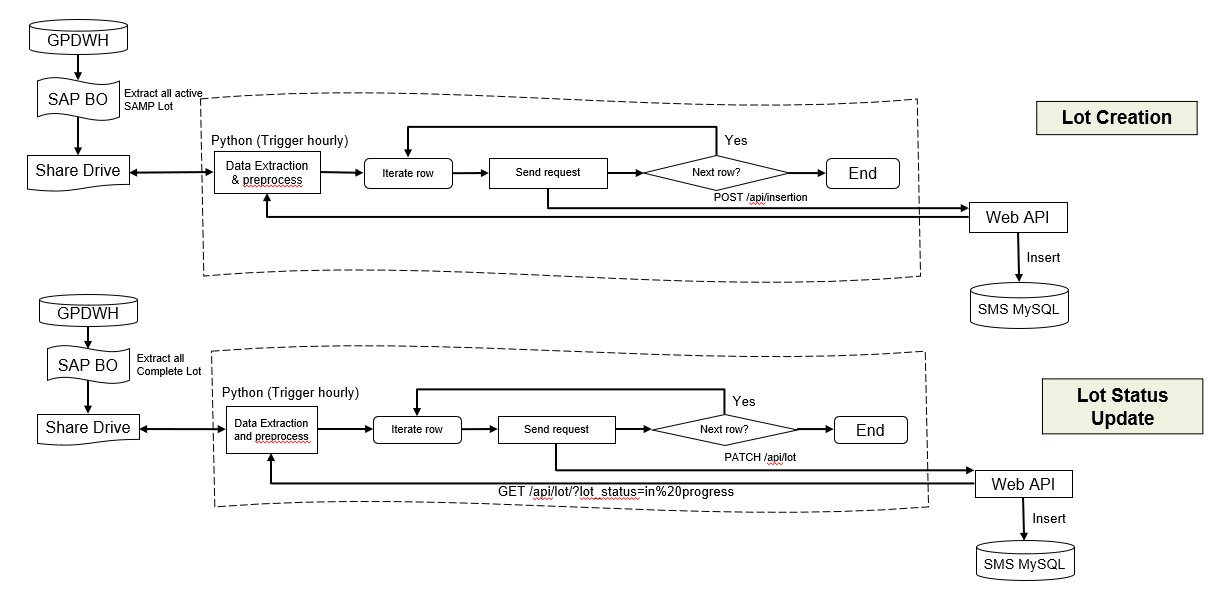 GPDWH
SAP BO
Extract all active
SAMP Lot
Share Drive
Python (Trigger hourly)
Data Extraction
& preprocess
Iterate row
Send request
Next row?
Yes
End
POST /api/insertion
Web API
Insert
SMS MySQL
Lot Creation
GPDWH
SAP BO
Extract all
Complete Lot
Share Drive
Python (Trigger hourly)
Data Extraction
and preprocess
Iterate row
Send request
Next row?
Yes
End
PATCH /api/lot
GET /api/lot/?lot_status=in%20progress
Web API
Insert
SMS MySQL
Lot Status
Update